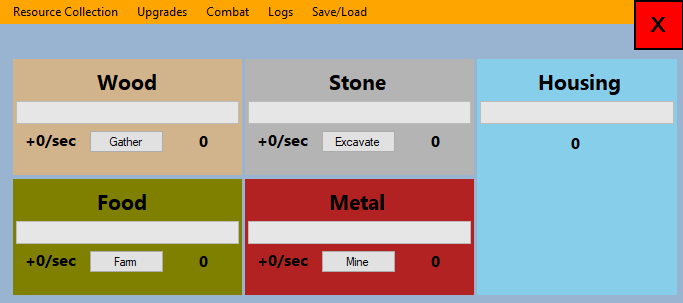 Resource Collection Upgrades Combat Logs Save/Load X
Wood Stone Housing
+0/sec Gather 0 +0/sec Excavate 0 0
Food Metal
+0/sec Farm 0 +0/sec Mine 0